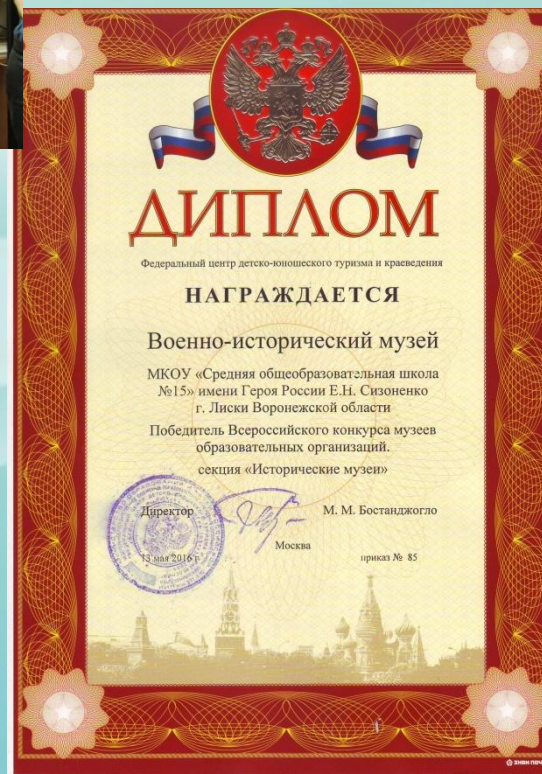 ДИПЛОМ
Федеральный центр детско-юношеского туризма и краеведения
НАГРАЖДАЕТСЯ
Военно-исторический музей
МКОУ «Средняя общеобразовательная школа
№15» имени Героя России Е.Н. Сизоненко
г. Лиски Воронежской области
Победитель Всероссийского конкурса музеев
образовательных организаций.
секция «Исторические музеи»
Директор М. М. Бостанджогло
Москва
13 мая 2016 г. приказ № 85